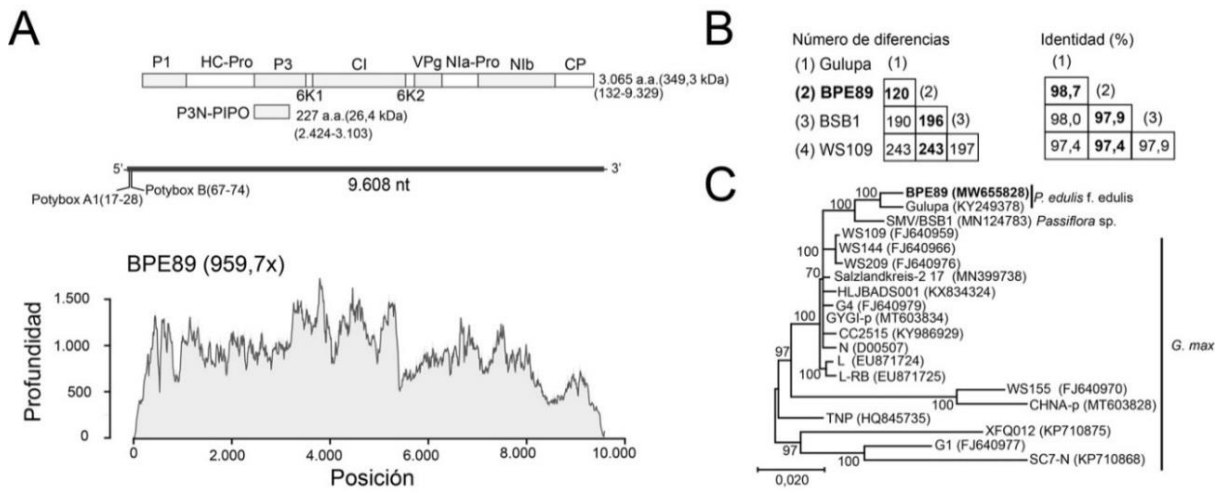 A
P1 HC-Pro P3 CI VPg NIa-Pro NIb CP
3.065 a.a.(349,3 kDa)
(132-9.329)
6K1 6K2
P3N-PIPO 227 a.a.(26,4 kDa)
(2.424-3.103)
5' 3'
9.608 nt
Potybox A1(17-28) Potybox B(67-74)
BPE89 (959,7x)
Profundidad
1.500
1.000
500
0
0 2.000 4.000 6.000 8.000 10.000
Posición
B
Número de diferencias Identidad (%)
(1) Gulupa (1) (1)
(2) BPE89 120 (2) 98,7 (2)
(3) BSB1 190 196 (3) 98,0 97,9 (3)
(4) WS109 243 243 197 97,4 97,4 97,9
C
100 BPE89 (MW655828)
Gulupa (KY249378)
P. edulis f. edulis
100 SMV/BSB1 (MN124783) Passiflora sp.
WS109 (FJ640959)
100 WS144 (FJ640966)
WS209 (FJ640976)
70 Salzlandkreis-2 17 (MN399738)
HLJBADS001 (KX834324)
G4 (FJ640979)
100 GYGI-p (MT603834)
CC2515 (KY986929)
N (D00507)
97 L (EU871724)
100 L-RB (EU871725)
G. max
WS155 (FJ640970)
100 CHNA-p (MT603828)
TNP (HQ845735)
XFQ012 (KP710875)
97 G1 (FJ640977)
100 SC7-N (KP710868)
0,020